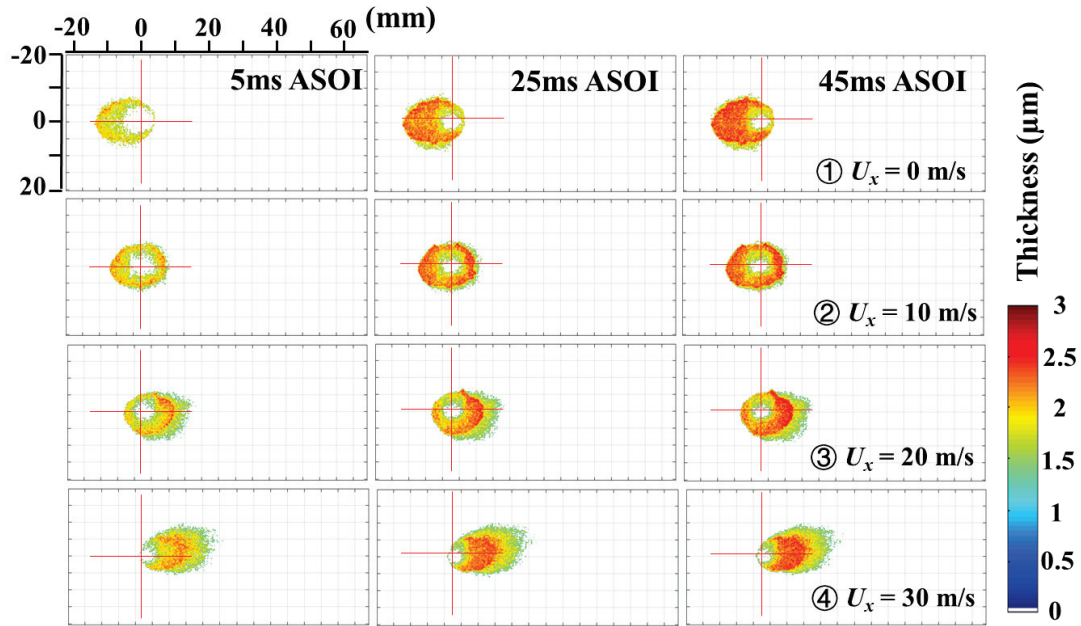 -20 0 20 40 60 (mm)
-20
0
20
5ms ASOI
25ms ASOI
45ms ASOI
① Ux = 0 m/s
② Ux = 10 m/s
③ Ux = 20 m/s
④ Ux = 30 m/s
Thickness (μm)
3
2.5
2
1.5
1
0.5
0